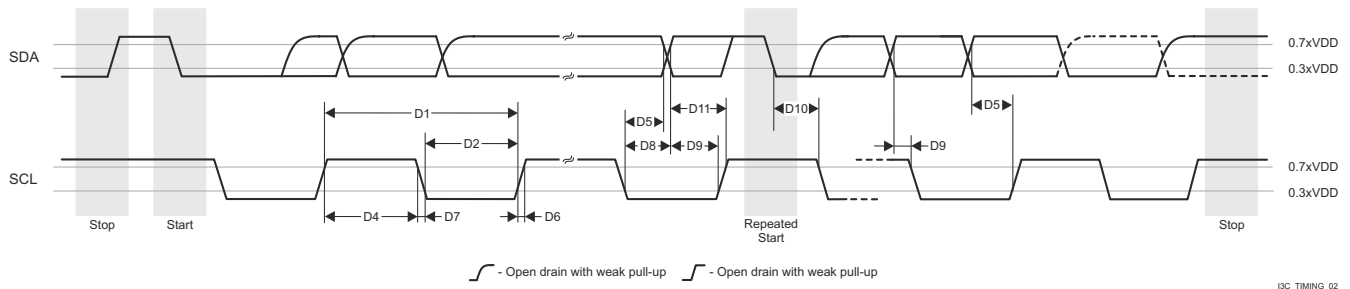 SDA
0.7xVDD
0.3xVDD
D1
D11
D10
D5
D5
D2
D8
D9
D9
SCL
0.7xVDD
0.3xVDD
D4
D7
D6
Stop
Start
Repeated
Start
Stop
- Open drain with weak pull-up
- Open drain with weak pull-up
I3C TIMING 02